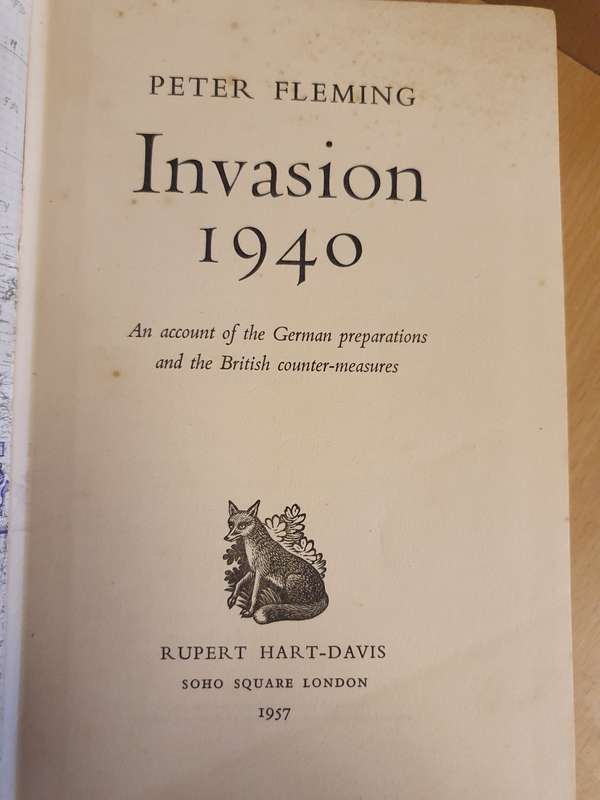 PETER FLEMING
Invasion
1940
An account of the German preparations
and the British counter-measures
RUPERT HART-DAVIS
SOHO SQUARE LONDON
1957